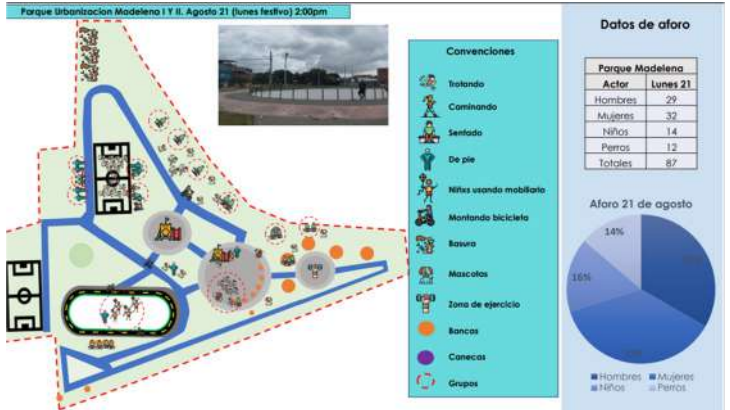 Parque Urbanizacion Madelena I Y II. Agosto 21 (lunes festivo) 2:00pm
Convenciones
Trotando
Caminando
Sentado
De pie
Niñxs usando mobiliario
Montando bicicleta
Basura
Mascotas
Zona de ejercicio
Bancas
Canecas
Grupos
Datos de aforo
Parque Madelena
Actor Lunes 21
Hombres 29
Mujeres 32
Niños 14
Perros 12
Totales 87
Aforo 21 de agosto
14%
16%
Hombres Mujeres
Niños Perros